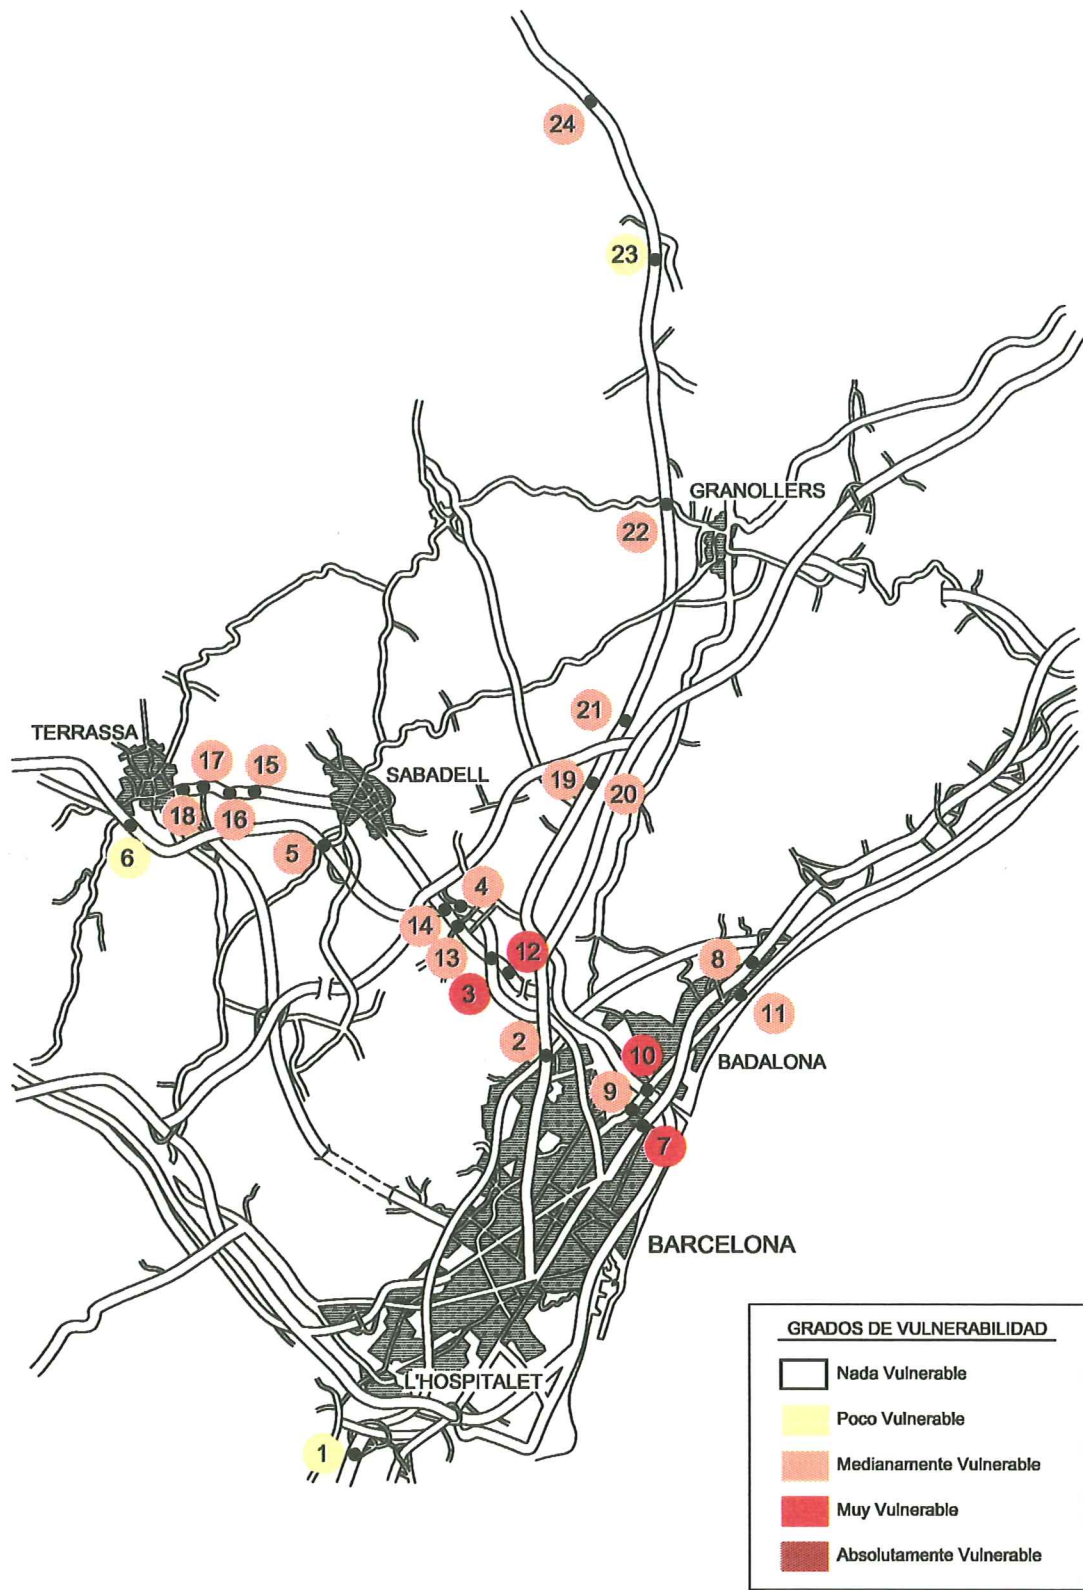 24
23
GRANOLLERS
22
21
TERRASSA
17
15
SABADELL
19
20
18
16
6
5
4
14
13
12
8
3
11
2
10
BADALONA
9
7
BARCELONA
L'HOSPITALET
1
GRADOS DE VULNERABILIDAD
Nada Vulnerable
Poco Vulnerable
Medianamente Vulnerable
Muy Vulnerable
Absolutamente Vulnerable